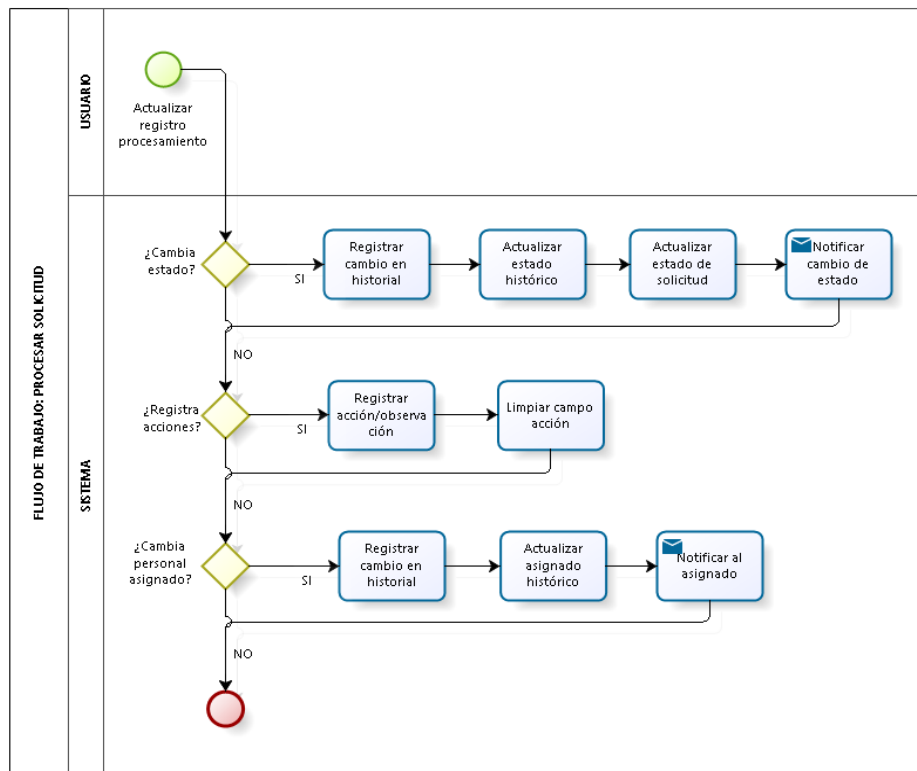 FLUJO DE TRABAJO: PROCESAR SOLICITUD
USUARIO
Actualizar
registro
procesamiento
SISTEMA
¿Cambia
estado?
SI
Registrar
cambio en
historial
Actualizar
estado
histórico
Actualizar
estado de
solicitud
Notificar
cambio de
estado
NO
¿Registra
acciones?
SI
Registrar
acción/observa
ción
Limpiar campo
acción
NO
¿Cambia
personal
asignado?
SI
Registrar
cambio en
historial
Actualizar
asignado
histórico
Notificar al
asignado
NO